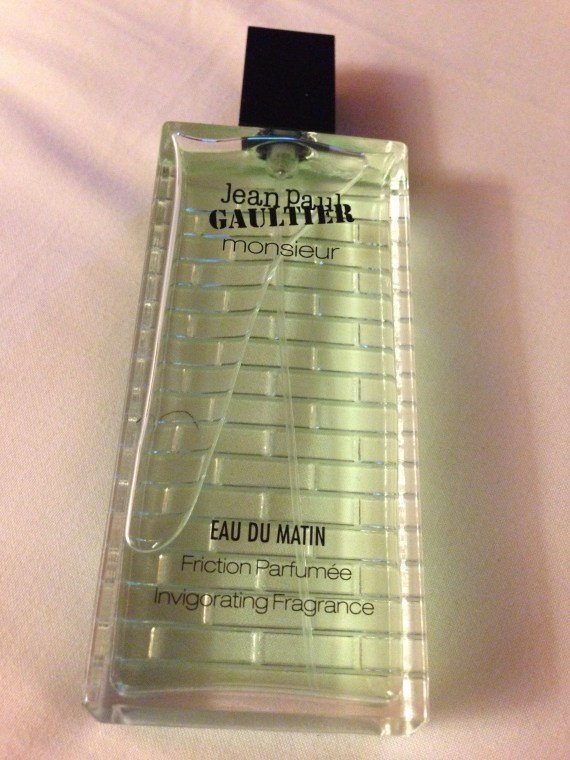 Jean paul
GAULTIER
monsieur
EAU DU MATIN
Friction Parfumée
Invigorating Fragrance